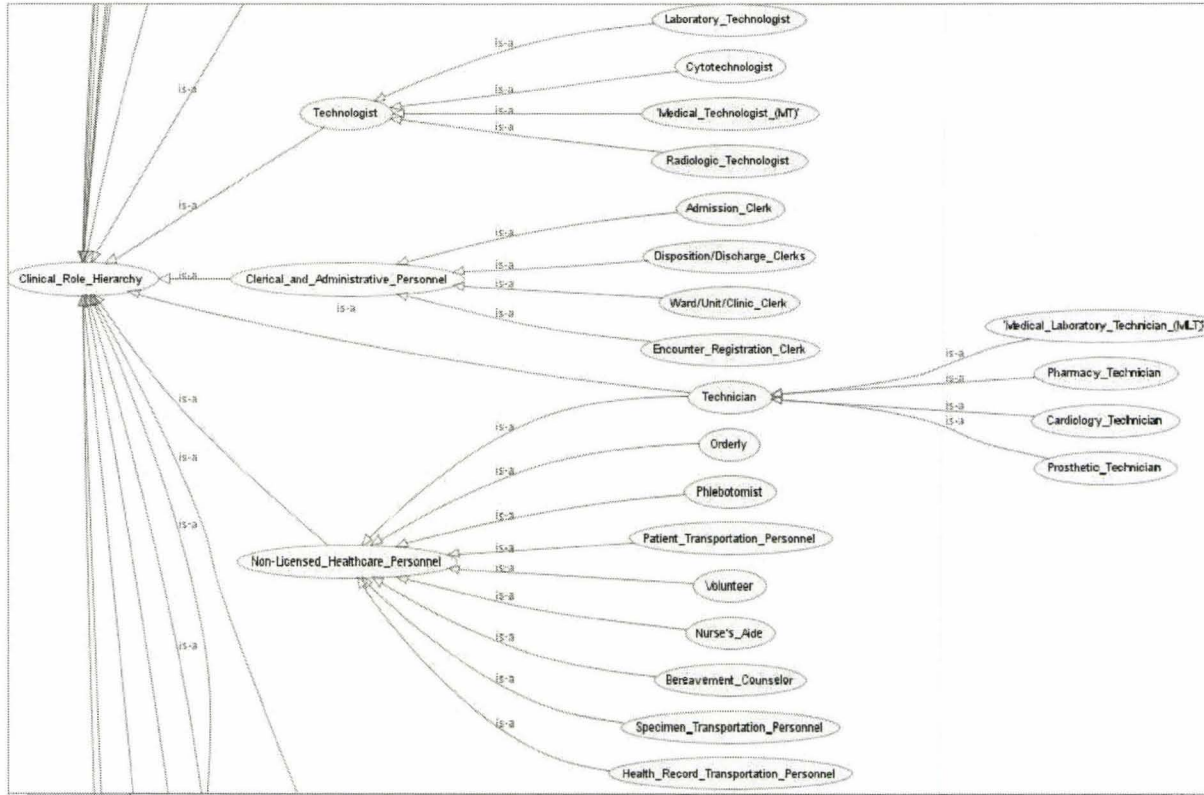 Laboratory_Technologist
is-a
Cytotechnologist
is-a
is-a
Technologist
is-a
'Medical_Technologist_(MT)'
is-a
is-a
Radiologic_Technologist
is-a
Admission_Clerk
is-a
Disposition/Discharge_Clerks
is-a
Clinical_Role_Hierarchy
is-a
Clerical_and_Administrative_Personnel
is-a
Ward/Unit/Clinic_Clerk
is-a
is-a
'Medical_Laboratory_Technician_(MLT)'
Encounter_Registration_Clerk
is-a
Pharmacy_Technician
is-a
Technician
is-a
is-a
Cardiology_Technician
is-a
is-a
Orderly
is-a
is-a
Prosthetic_Technician
Phlebotomist
is-a
Patient_Transportation_Personnel
is-a
is-a
Non-Licensed_Healthcare_Personnel
is-a
Volunteer
is-a
Nurse's_Aide
is-a
is-a
Bereavement_Counselor
is-a
Specimen_Transportation_Personnel
is-a
Health_Record_Transportation_Personnel